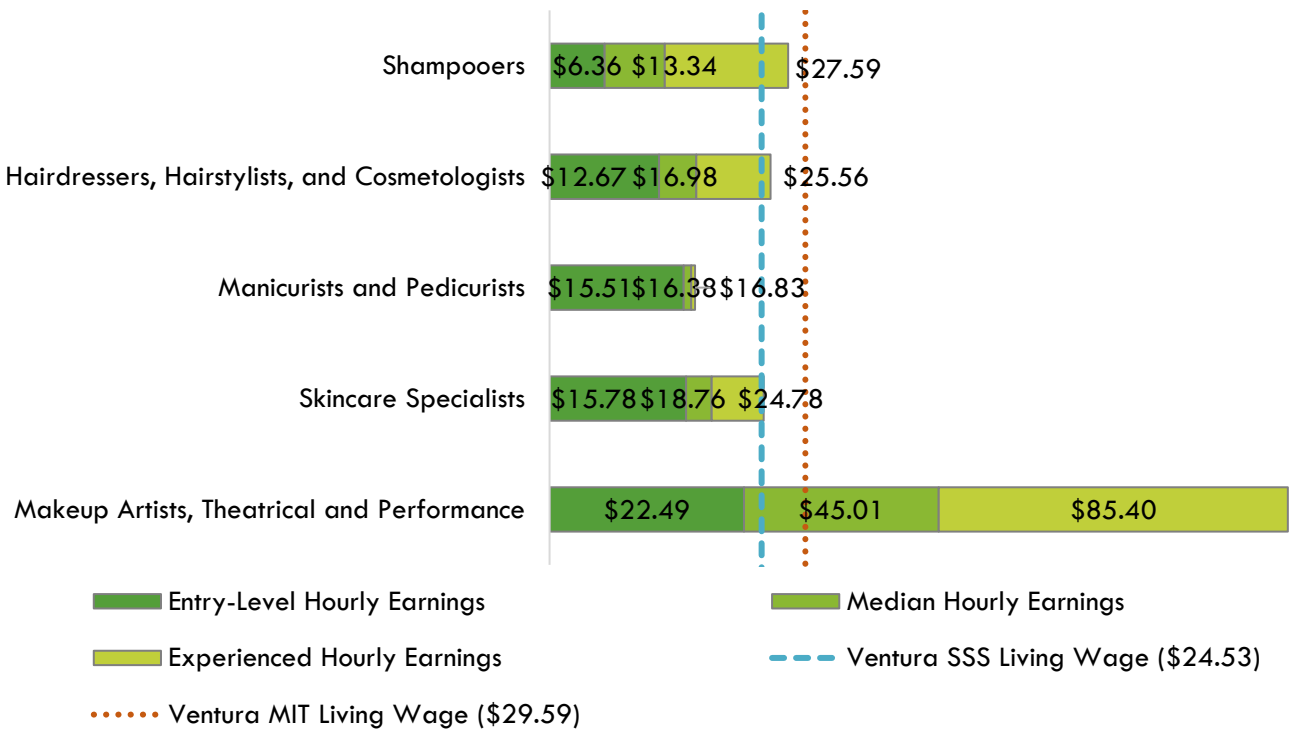 Shampooers $6.36 $13.34 $27.59
Hairdressers, Hairstylists, and Cosmetologists $12.67 $16.98 $25.56
Manicurists and Pedicurists $15.51 $16.38 $16.83
Skincare Specialists $15.78 $18.76 $24.78
Makeup Artists, Theatrical and Performance $22.49 $45.01 $85.40
Entry-Level Hourly Earnings Median Hourly Earnings
Experienced Hourly Earnings Ventura SSS Living Wage ($24.53)
Ventura MIT Living Wage ($29.59)